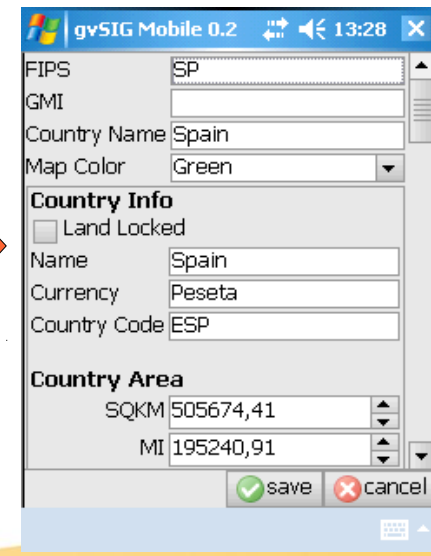 gvSIG Mobile 0.2 13:28
FIPS SP
GMI
Country Name Spain
Map Color Green
Country Info
Land Locked
Name Spain
Currency Peseta
Country Code ESP
Country Area
SQKM 505674,41
MI 195240,91
save cancel